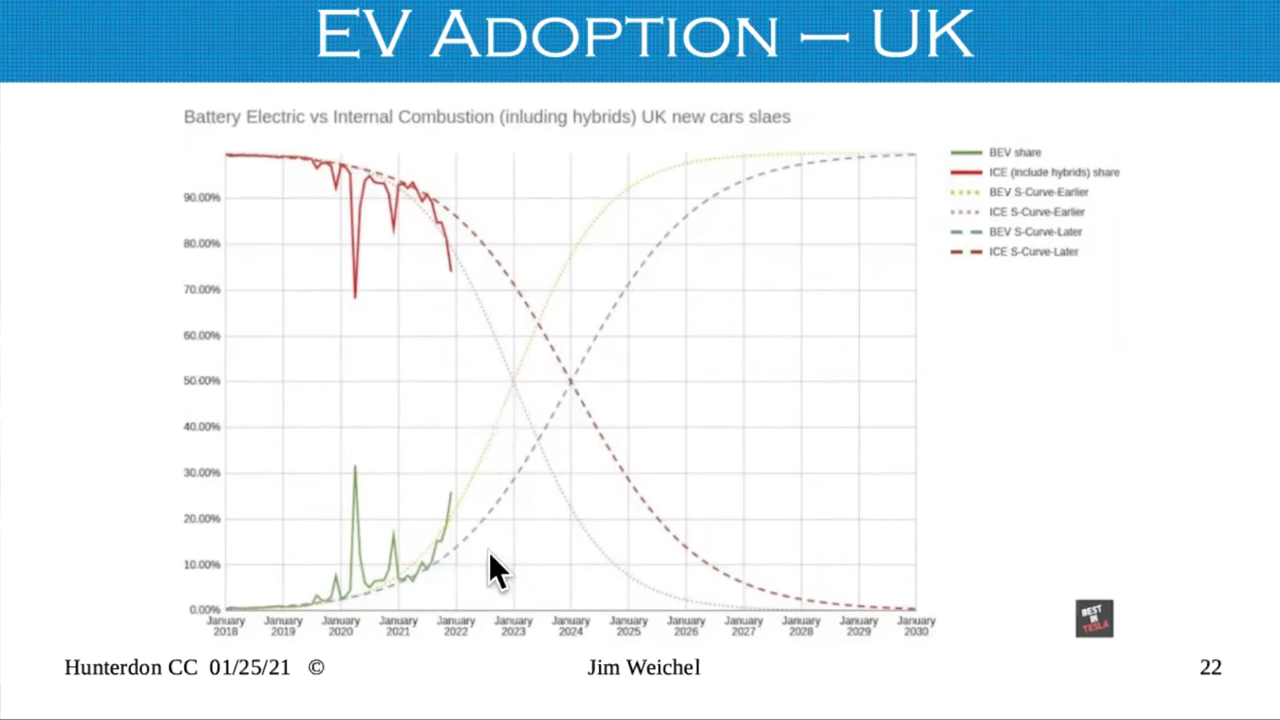 EV ADOPTION – UK
Battery Electric vs Internal Combustion (inluding hybrids) UK new cars slaes
BEV share
ICE (include hybrids) share
BEV S-Curve-Earlier
ICE S-Curve-Earlier
BEV S-Curve-Later
ICE S-Curve-Later
90.00%
80.00%
70.00%
60.00%
50.00%
40.00%
30.00%
20.00%
10.00%
0.00%
January 2018
January 2019
January 2020
January 2021
January 2022
January 2023
January 2024
January 2025
January 2026
January 2027
January 2028
January 2029
January 2030
BEST
IN
TESLA
Hunterdon CC 01/25/21 ©
Jim Weichel
22